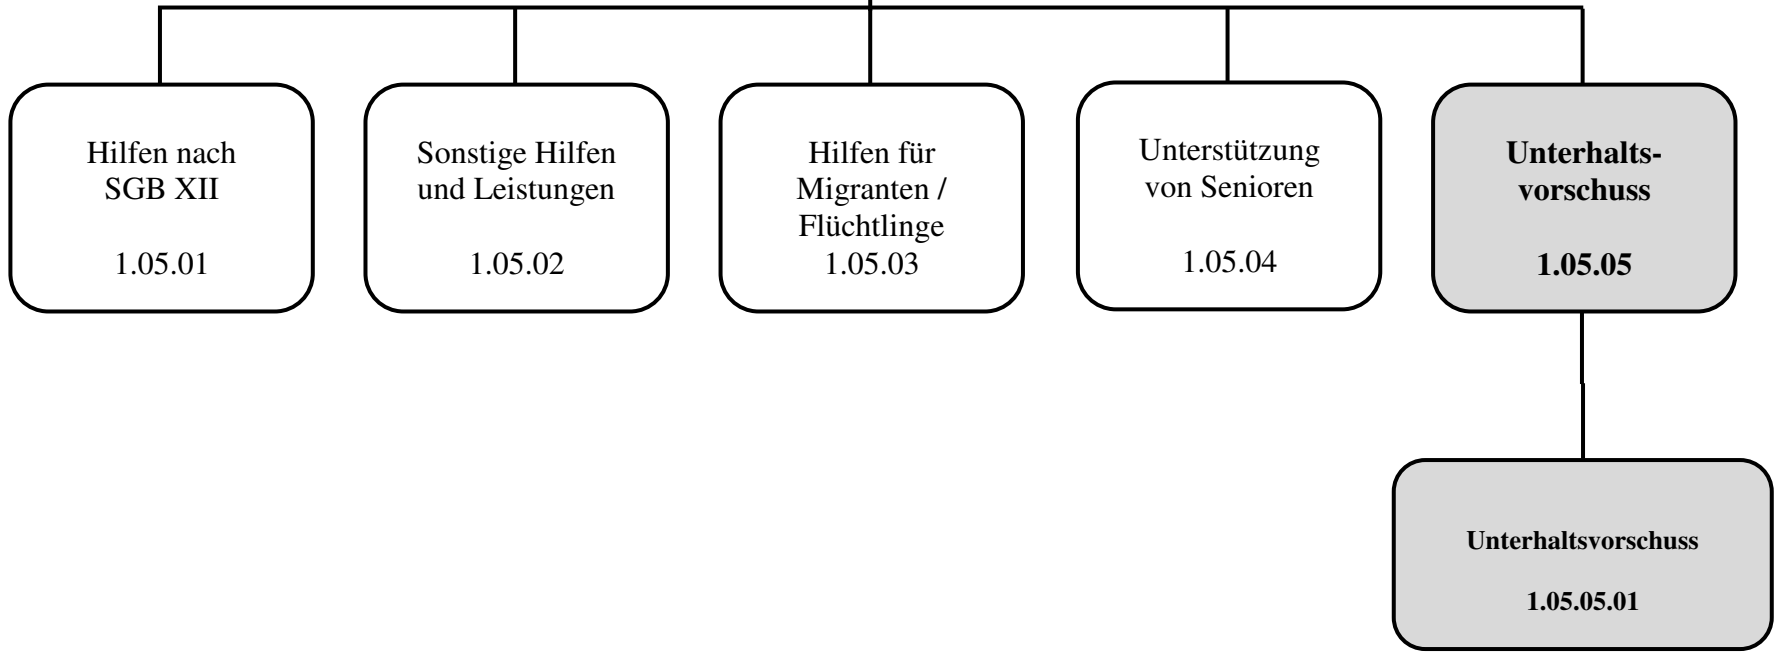 Hilfen nach
SGB XII
1.05.01
Sonstige Hilfen
und Leistungen
1.05.02
Hilfen für
Migranten /
Flüchtlinge
1.05.03
Unterstützung
von Senioren
1.05.04
Unterhalts-
vorschuss
1.05.05
Unterhaltsvorschuss
1.05.05.01